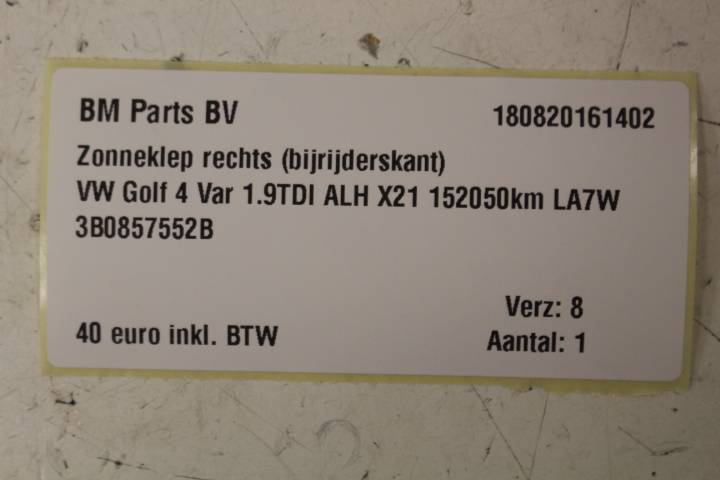 BM Parts BV 180820161402
Zonneklep rechts (bijrijderskant)
VW Golf 4 Var 1.9TDI ALH X21 152050km LA7W
3B0857552B
Verz: 8
40 euro inkl. BTW Aantal: 1